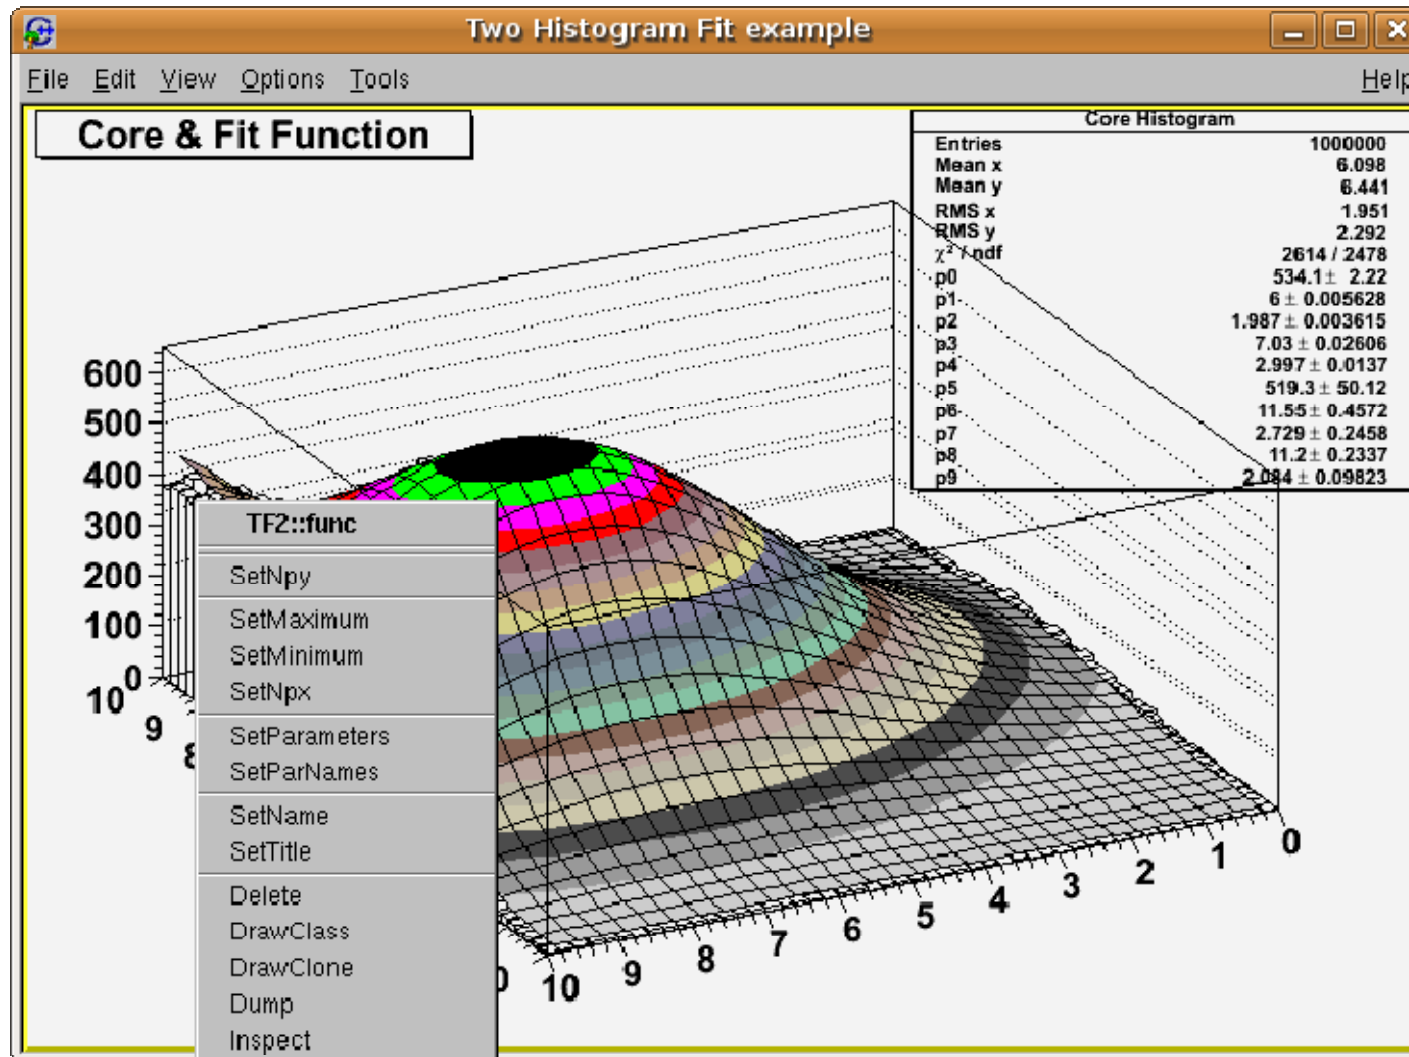 Two Histogram Fit example
File Edit View Options Tools Help
Core & Fit Function
Core Histogram
Entries 1000000
Mean x 6.098
Mean y 6.441
RMS x 1.951
RMS y 2.292
χ² / ndf 2614 / 2478
p0 534.1 ± 2.22
p1 6 ± 0.005628
p2 1.987 ± 0.003615
p3 7.03 ± 0.02606
p4 2.997 ± 0.0137
p5 519.3 ± 50.12
p6 11.55 ± 0.4572
p7 2.729 ± 0.2458
p8 11.2 ± 0.2337
p9 2.084 ± 0.09823
600
500
400
300
200
100
0
10
9
8
TF2::func
SetNpy
SetMaximum
SetMinimum
SetNpx
SetParameters
SetParNames
SetName
SetTitle
Delete
DrawClass
DrawClone
Dump
Inspect
0
10 9 8 7 6 5 4 3 2 1 0